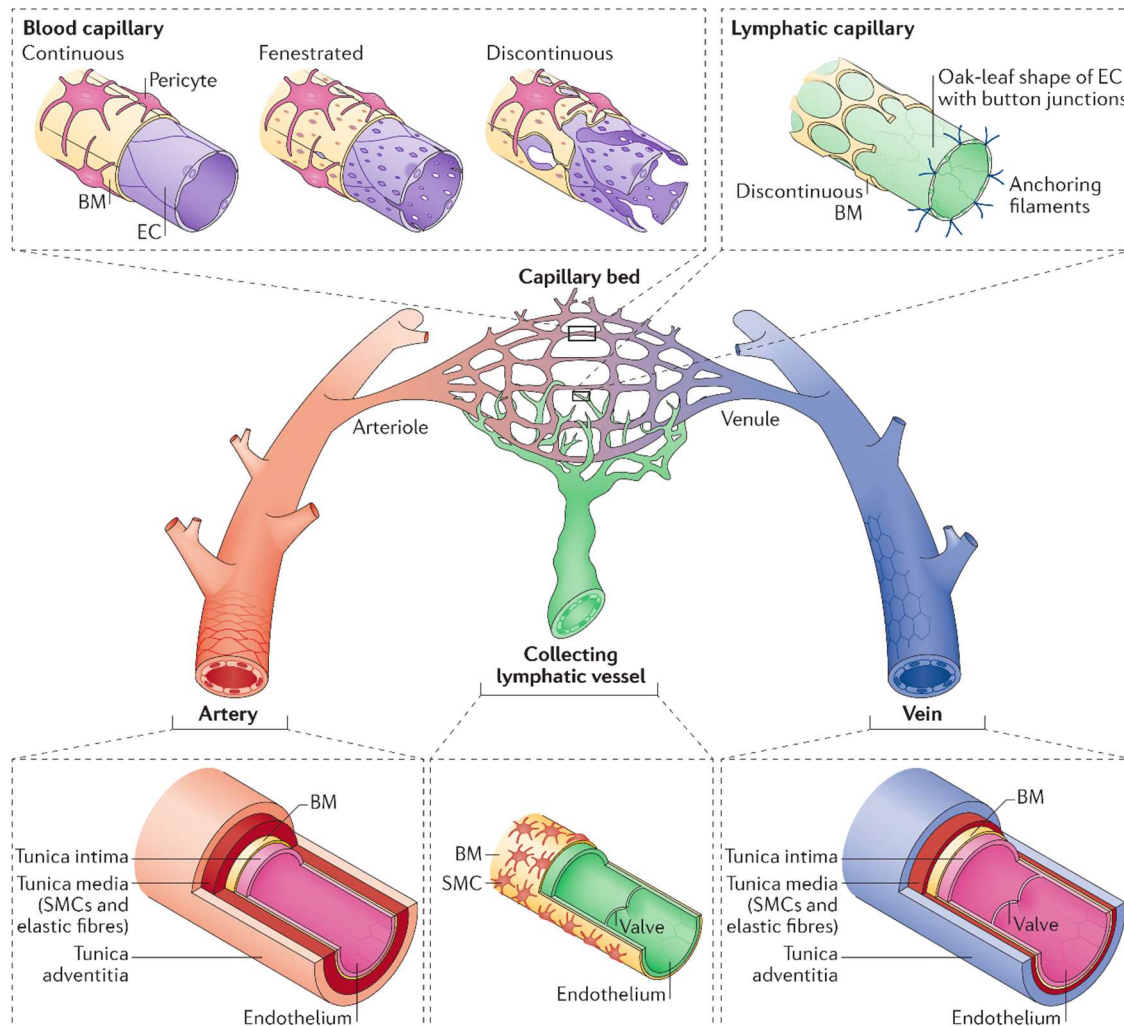 Blood capillary
Continuous
Fenestrated
Discontinuous
Pericyte
BM
EC
Lymphatic capillary
Oak-leaf shape of EC
with button junctions
Discontinuous
BM
Anchoring
filaments
Capillary bed
Arteriole
Venule
Collecting
lymphatic vessel
Artery
Vein
BM
Tunica intima
Tunica media
(SMCs and
elastic fibres)
Tunica
adventitia
Endothelium
BM
SMC
Valve
Endothelium
BM
Tunica intima
Tunica media
(SMCs and
elastic fibres)
Valve
Tunica
adventitia
Endothelium